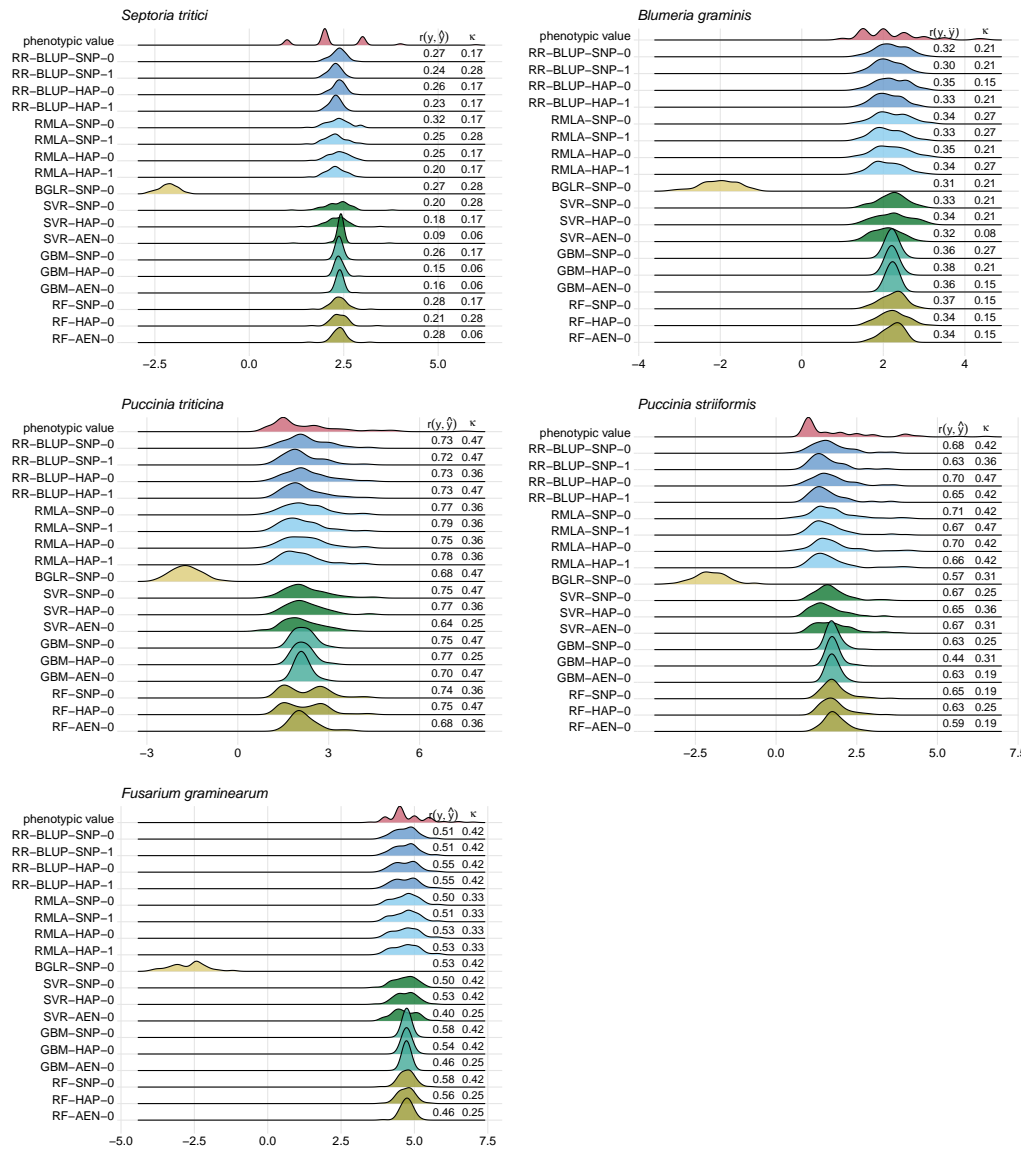 Septoria tritici
phenotypic value r(y, ŷ) κ
RR−BLUP−SNP−0 0.27 0.17
RR−BLUP−SNP−1 0.24 0.28
RR−BLUP−HAP−0 0.26 0.17
RR−BLUP−HAP−1 0.23 0.17
RMLA−SNP−0 0.32 0.17
RMLA−SNP−1 0.25 0.28
RMLA−HAP−0 0.25 0.17
RMLA−HAP−1 0.20 0.17
BGLR−SNP−0 0.27 0.28
SVR−SNP−0 0.20 0.28
SVR−HAP−0 0.18 0.17
SVR−AEN−0 0.09 0.06
GBM−SNP−0 0.26 0.17
GBM−HAP−0 0.15 0.06
GBM−AEN−0 0.16 0.06
RF−SNP−0 0.28 0.17
RF−HAP−0 0.21 0.28
RF−AEN−0 0.28 0.06
−2.5 0.0 2.5 5.0
Blumeria graminis
phenotypic value r(y, ŷ) κ
RR−BLUP−SNP−0 0.32 0.21
RR−BLUP−SNP−1 0.30 0.21
RR−BLUP−HAP−0 0.35 0.15
RR−BLUP−HAP−1 0.33 0.21
RMLA−SNP−0 0.34 0.27
RMLA−SNP−1 0.33 0.27
RMLA−HAP−0 0.35 0.21
RMLA−HAP−1 0.34 0.27
BGLR−SNP−0 0.31 0.21
SVR−SNP−0 0.33 0.21
SVR−HAP−0 0.34 0.21
SVR−AEN−0 0.32 0.08
GBM−SNP−0 0.36 0.27
GBM−HAP−0 0.38 0.21
GBM−AEN−0 0.36 0.15
RF−SNP−0 0.37 0.15
RF−HAP−0 0.34 0.15
RF−AEN−0 0.34 0.15
−4 −2 0 2 4
Puccinia triticina
phenotypic value r(y, ŷ) κ
RR−BLUP−SNP−0 0.73 0.47
RR−BLUP−SNP−1 0.72 0.47
RR−BLUP−HAP−0 0.73 0.36
RR−BLUP−HAP−1 0.73 0.47
RMLA−SNP−0 0.77 0.36
RMLA−SNP−1 0.79 0.36
RMLA−HAP−0 0.75 0.36
RMLA−HAP−1 0.78 0.36
BGLR−SNP−0 0.68 0.47
SVR−SNP−0 0.75 0.47
SVR−HAP−0 0.77 0.36
SVR−AEN−0 0.64 0.25
GBM−SNP−0 0.75 0.47
GBM−HAP−0 0.77 0.25
GBM−AEN−0 0.70 0.47
RF−SNP−0 0.74 0.36
RF−HAP−0 0.75 0.47
RF−AEN−0 0.68 0.36
−3 0 3 6
Puccinia striiformis
phenotypic value r(y, ŷ) κ
RR−BLUP−SNP−0 0.68 0.42
RR−BLUP−SNP−1 0.63 0.36
RR−BLUP−HAP−0 0.70 0.47
RR−BLUP−HAP−1 0.65 0.42
RMLA−SNP−0 0.71 0.42
RMLA−SNP−1 0.67 0.47
RMLA−HAP−0 0.70 0.42
RMLA−HAP−1 0.66 0.42
BGLR−SNP−0 0.57 0.31
SVR−SNP−0 0.67 0.25
SVR−HAP−0 0.65 0.36
SVR−AEN−0 0.67 0.31
GBM−SNP−0 0.63 0.25
GBM−HAP−0 0.44 0.31
GBM−AEN−0 0.63 0.19
RF−SNP−0 0.65 0.19
RF−HAP−0 0.63 0.25
RF−AEN−0 0.59 0.19
−2.5 0.0 2.5 5.0 7.5
Fusarium graminearum
phenotypic value r(y, ŷ) κ
RR−BLUP−SNP−0 0.51 0.42
RR−BLUP−SNP−1 0.51 0.42
RR−BLUP−HAP−0 0.55 0.42
RR−BLUP−HAP−1 0.55 0.42
RMLA−SNP−0 0.50 0.33
RMLA−SNP−1 0.51 0.33
RMLA−HAP−0 0.53 0.33
RMLA−HAP−1 0.53 0.33
BGLR−SNP−0 0.53 0.42
SVR−SNP−0 0.50 0.42
SVR−HAP−0 0.53 0.42
SVR−AEN−0 0.40 0.25
GBM−SNP−0 0.58 0.42
GBM−HAP−0 0.54 0.42
GBM−AEN−0 0.46 0.25
RF−SNP−0 0.58 0.42
RF−HAP−0 0.56 0.25
RF−AEN−0 0.46 0.25
−5.0 −2.5 0.0 2.5 5.0 7.5